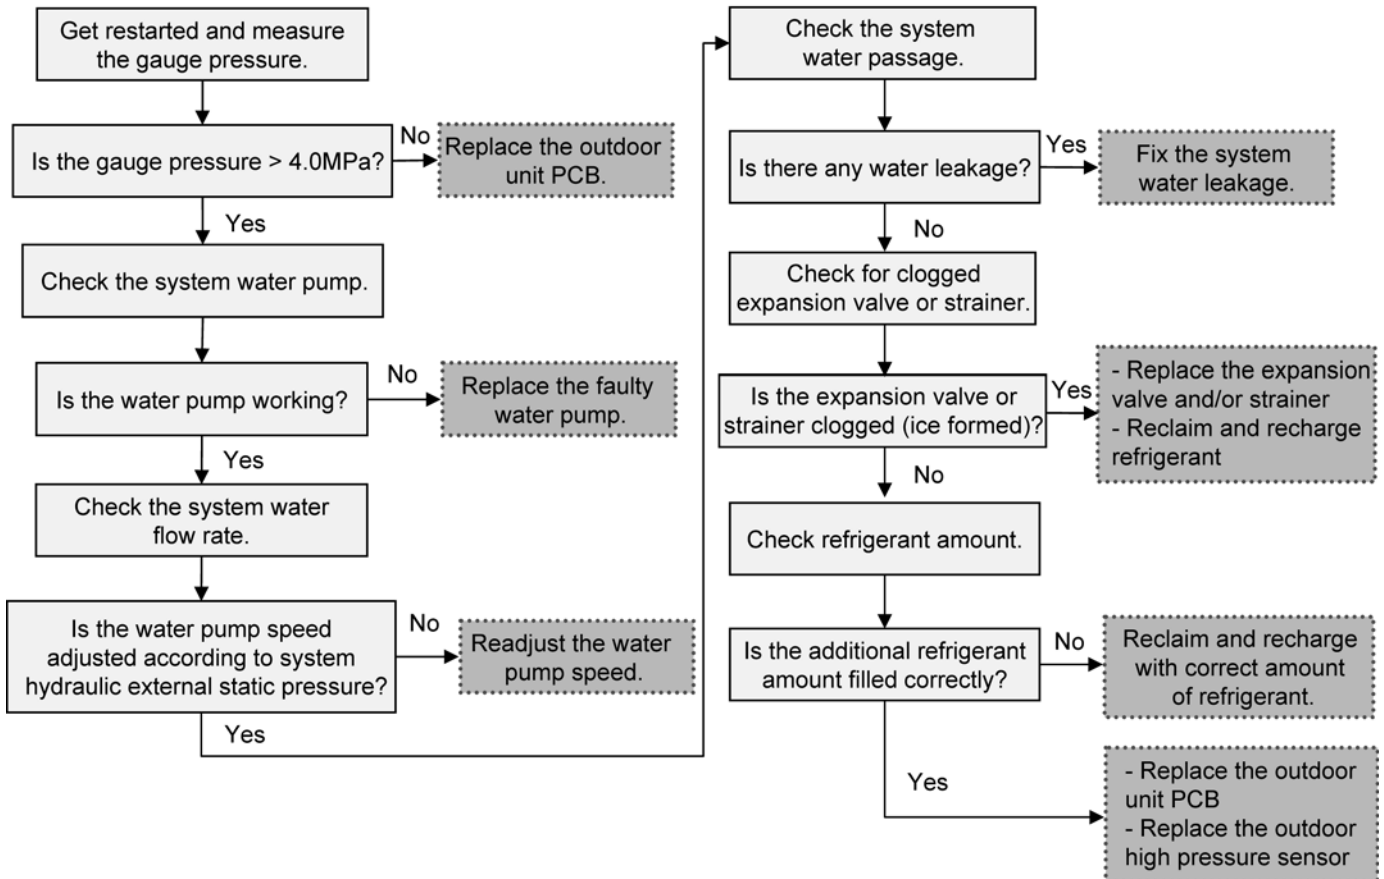 Get restarted and measure
the gauge pressure.
Is the gauge pressure > 4.0MPa?
No
Replace the outdoor
unit PCB.
Yes
Check the system water pump.
Is the water pump working?
No
Replace the faulty
water pump.
Yes
Check the system water
flow rate.
Is the water pump speed
adjusted according to system
hydraulic external static pressure?
No
Readjust the water
pump speed.
Yes
Check the system
water passage.
Is there any water leakage?
Yes
Fix the system
water leakage.
No
Check for clogged
expansion valve or strainer.
Is the expansion valve or
strainer clogged (ice formed)?
Yes
- Replace the expansion
valve and/or strainer
- Reclaim and recharge
refrigerant
No
Check refrigerant amount.
Is the additional refrigerant
amount filled correctly?
No
Reclaim and recharge
with correct amount
of refrigerant.
Yes
- Replace the outdoor
unit PCB
- Replace the outdoor
high pressure sensor